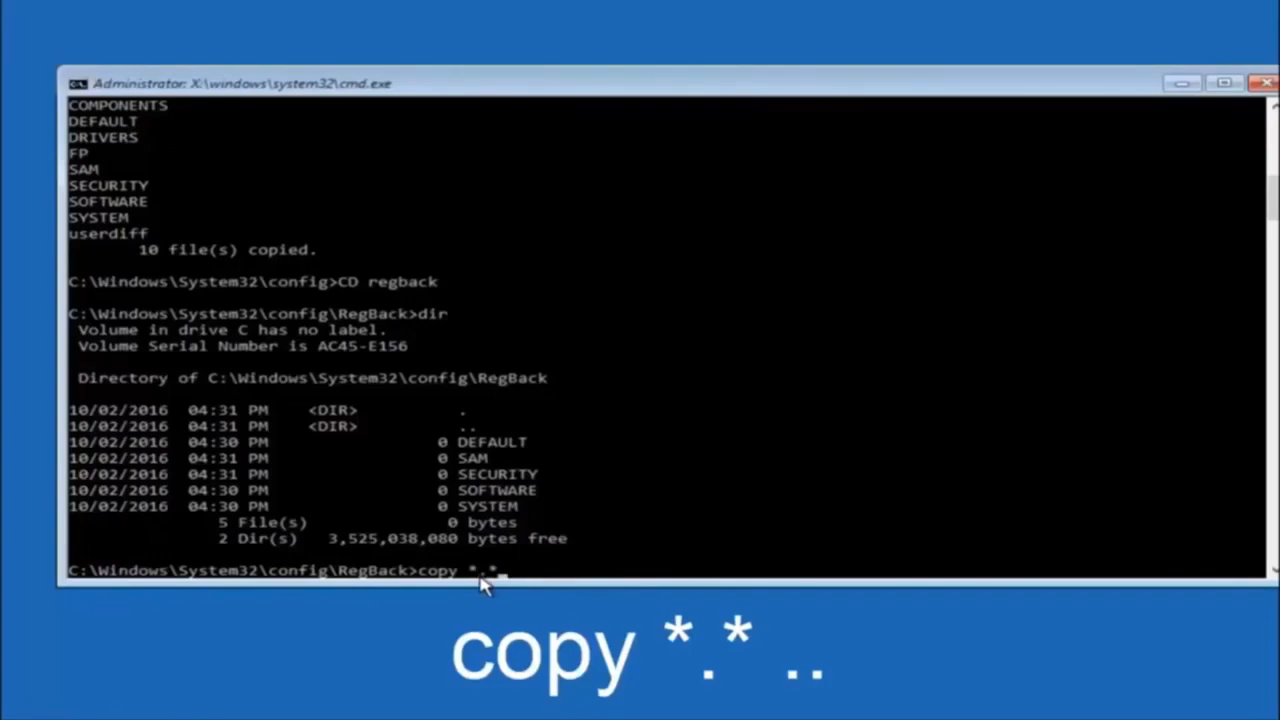 Administrator: X:\windows\system32\cmd.exe
COMPONENTS
DEFAULT
DRIVERS
FP
SAM
SECURITY
SOFTWARE
SYSTEM
userdiff
10 file(s) copied.
C:\Windows\System32\config>CD regback
C:\Windows\System32\config\RegBack>dir
Volume in drive C has no label.
Volume Serial Number is AC45-E156
Directory of C:\Windows\System32\config\RegBack
10/02/2016 04:31 PM <DIR> .
10/02/2016 04:31 PM <DIR> ..
10/02/2016 04:30 PM 0 DEFAULT
10/02/2016 04:31 PM 0 SAM
10/02/2016 04:31 PM 0 SECURITY
10/02/2016 04:30 PM 0 SOFTWARE
10/02/2016 04:30 PM 0 SYSTEM
5 File(s) 0 bytes
2 Dir(s) 3,525,038,080 bytes free
C:\Windows\System32\config\RegBack>copy *.*_
copy *.* ..